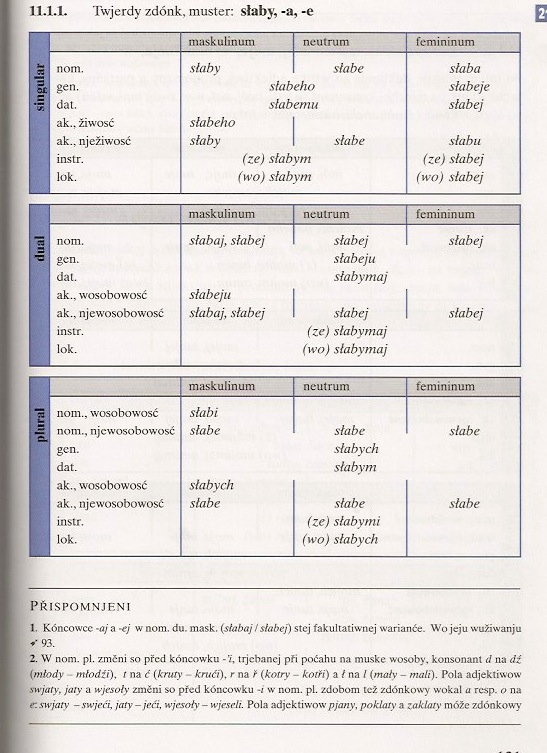 11.1.1. Twjerdy zdónk, muster: słaby, -a, -e
singular
maskulinum neutrum femininum
nom. słaby słabe słaba
gen. słabeho słabeje
dat. słabemu słabej
ak., žiwosć słabeho
ak., nježiwosć słaby słabe słabu
instr. (ze) słabym (ze) słabej
lok. (wo) słabym (wo) słabej
dual
maskulinum neutrum femininum
nom. słabaj, słabej słabej słabej
gen. słabeju
dat. słabymaj
ak., wosobowosć słabeju
ak., njewosobowosć słabaj, słabej słabej słabej
instr. (ze) słabymaj
lok. (wo) słabymaj
plural
maskulinum neutrum femininum
nom., wosobowosć słabi
nom., njewosobowosć słabe słabe słabe
gen. słabych
dat. słabym
ak., wosobowosć słabych
ak., njewosobowosć słabe słabe słabe
instr. (ze) słabymi
lok. (wo) słabych
PŘISPOMNJENI
1. Kóncowce -aj a -ej w nom. du. mask. (słabaj / słabej) stej fakultatiwnej warianće. Wo jeju wužiwanju
93.
2. W nom. pl. změni so před kóncowku -'i, trjebanej při poćahu na muske wosoby, konsonant d na dź
(młody – młodźi), t na ć (kruty – krući), r na ř (kotry – kotři) a ł na l (mały – mali). Pola adjektiwow
swjaty, jaty a wjesoły změni so před kóncowku -i w nom. pl. zdobom tež zdónkowy wokal a resp. o na
e: swjaty – swjeći, jaty – jeći, wjesoły – wjeseli. Pola adjektiwow pjany, poklaty a zaklaty móže zdónkowy